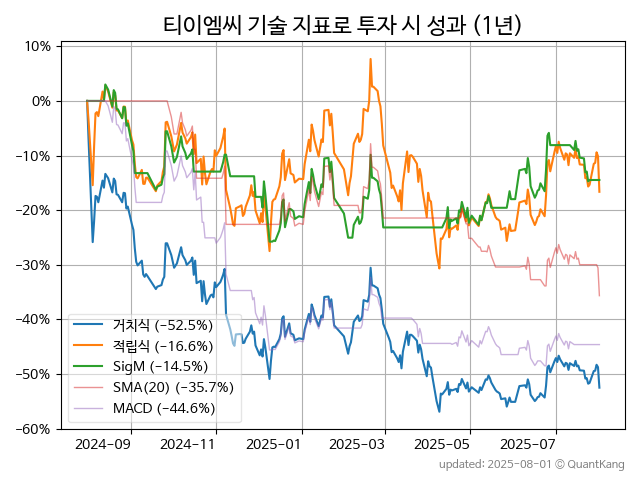 티이엠씨 기술 지표로 투자 시 성과 (1년)
10%
0%
−10%
−20%
−30%
−40%
−50%
−60%
거치식 (−52.5%)
적립식 (−16.6%)
SigM (−14.5%)
SMA(20) (−35.7%)
MACD (−44.6%)
2024−09 2024−11 2025−01 2025−03 2025−05 2025−07
updated: 2025-08-01 © QuantKang